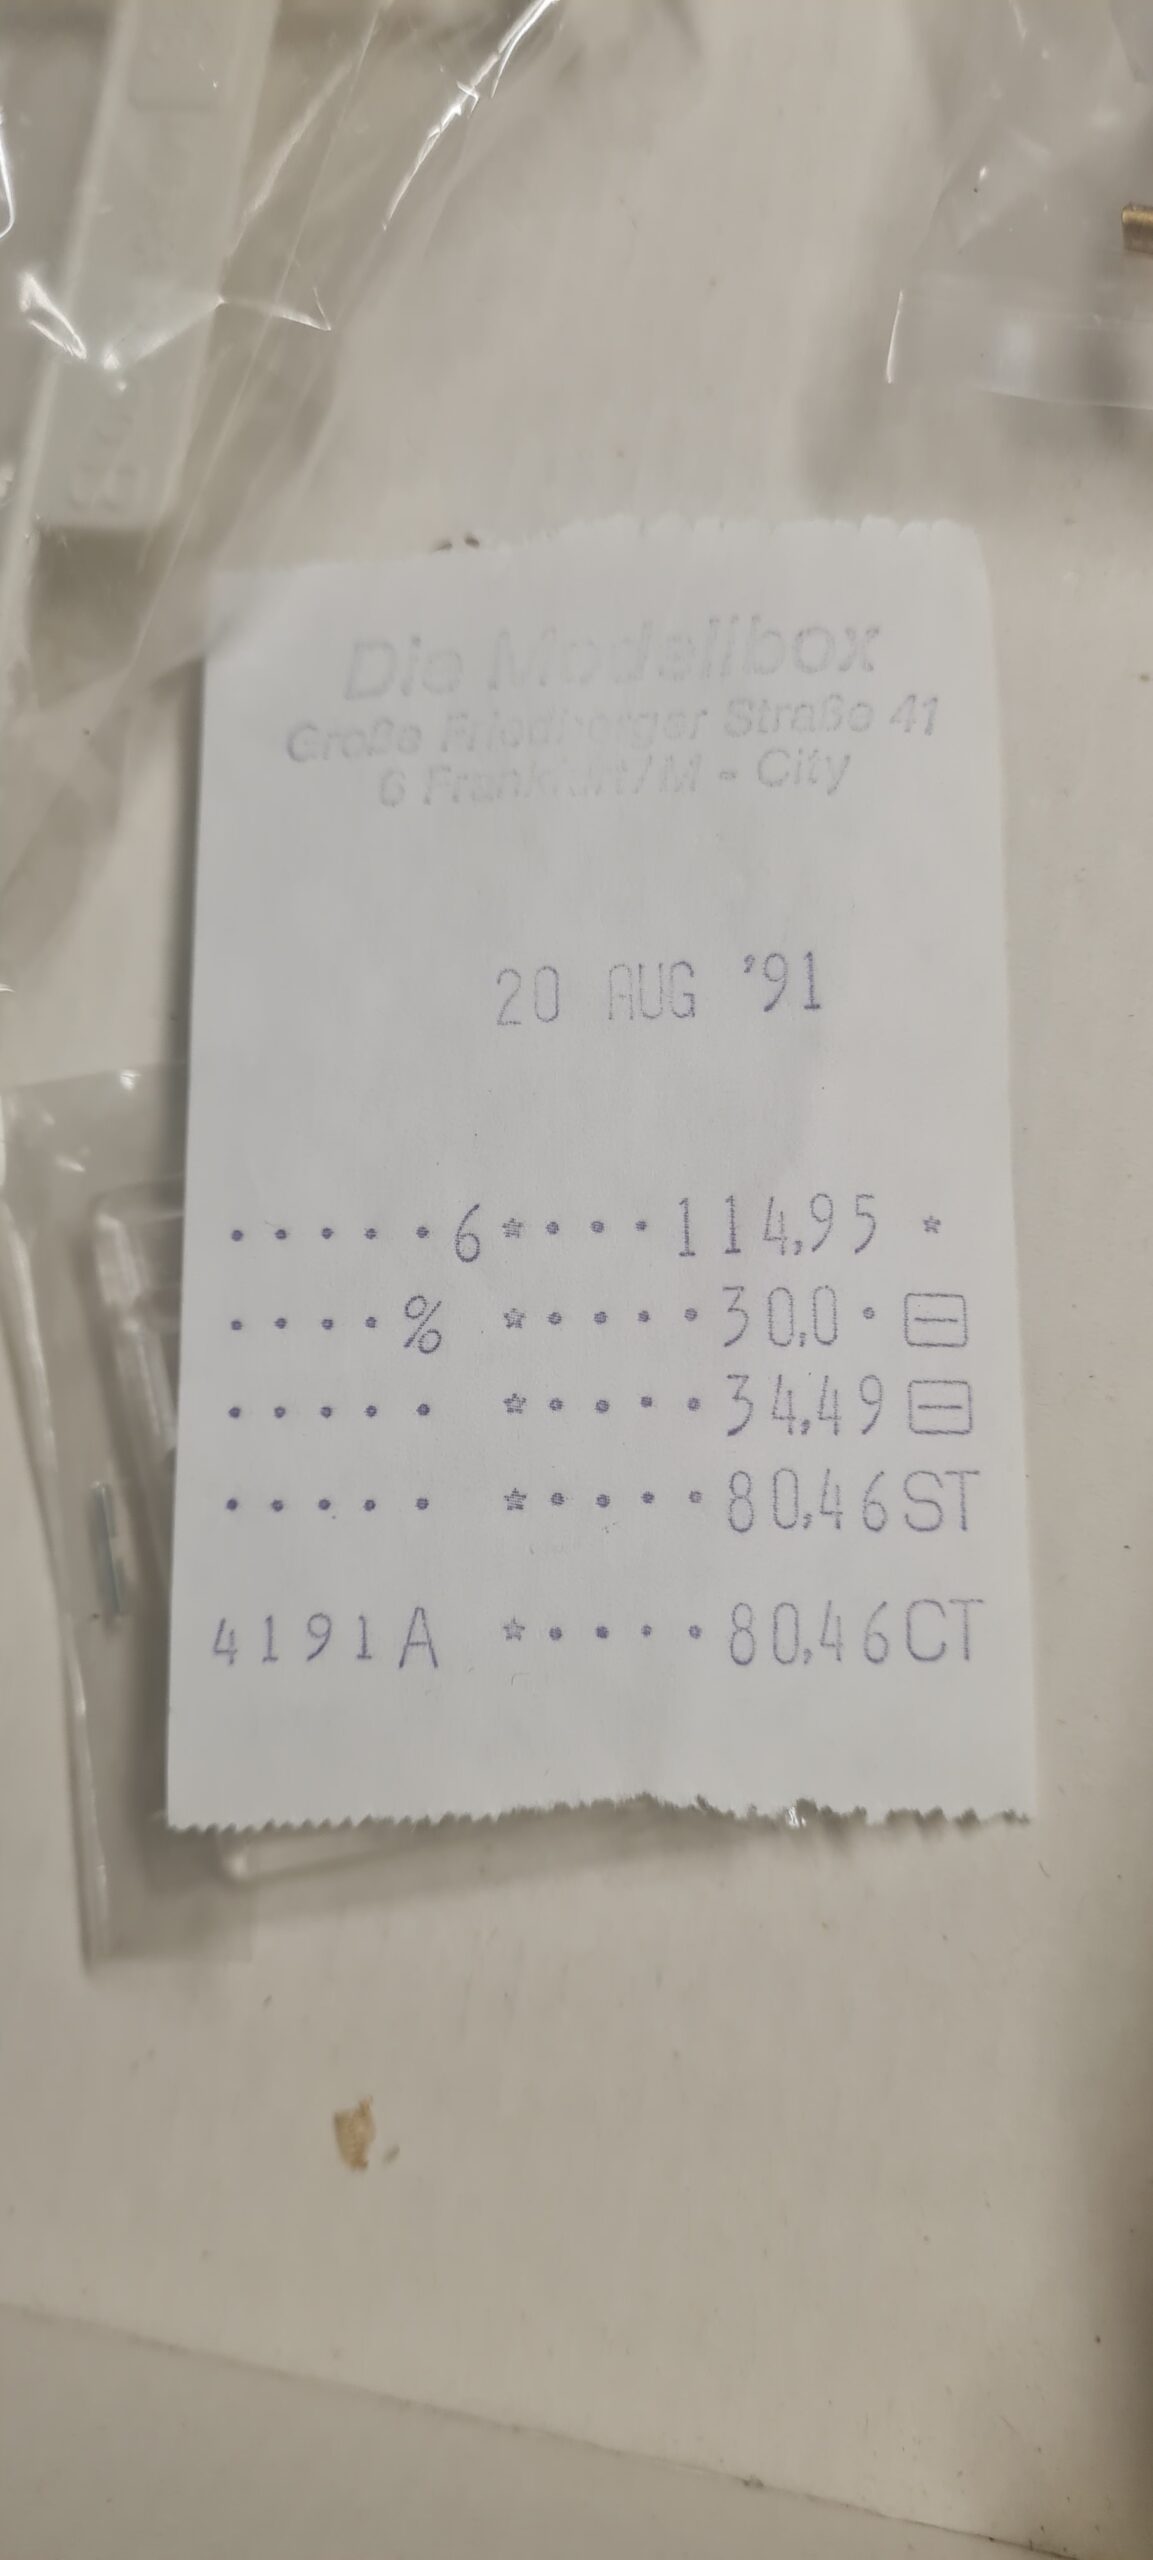 Die Modellbox
Große Friedberger Straße 41
6 Frankfurt/M - City
20 AUG '91
·····6*····114,95 *
····% *····30.0·⊟
····· *····34,49⊟
····· *····80,46ST
4191A *····80,46CT